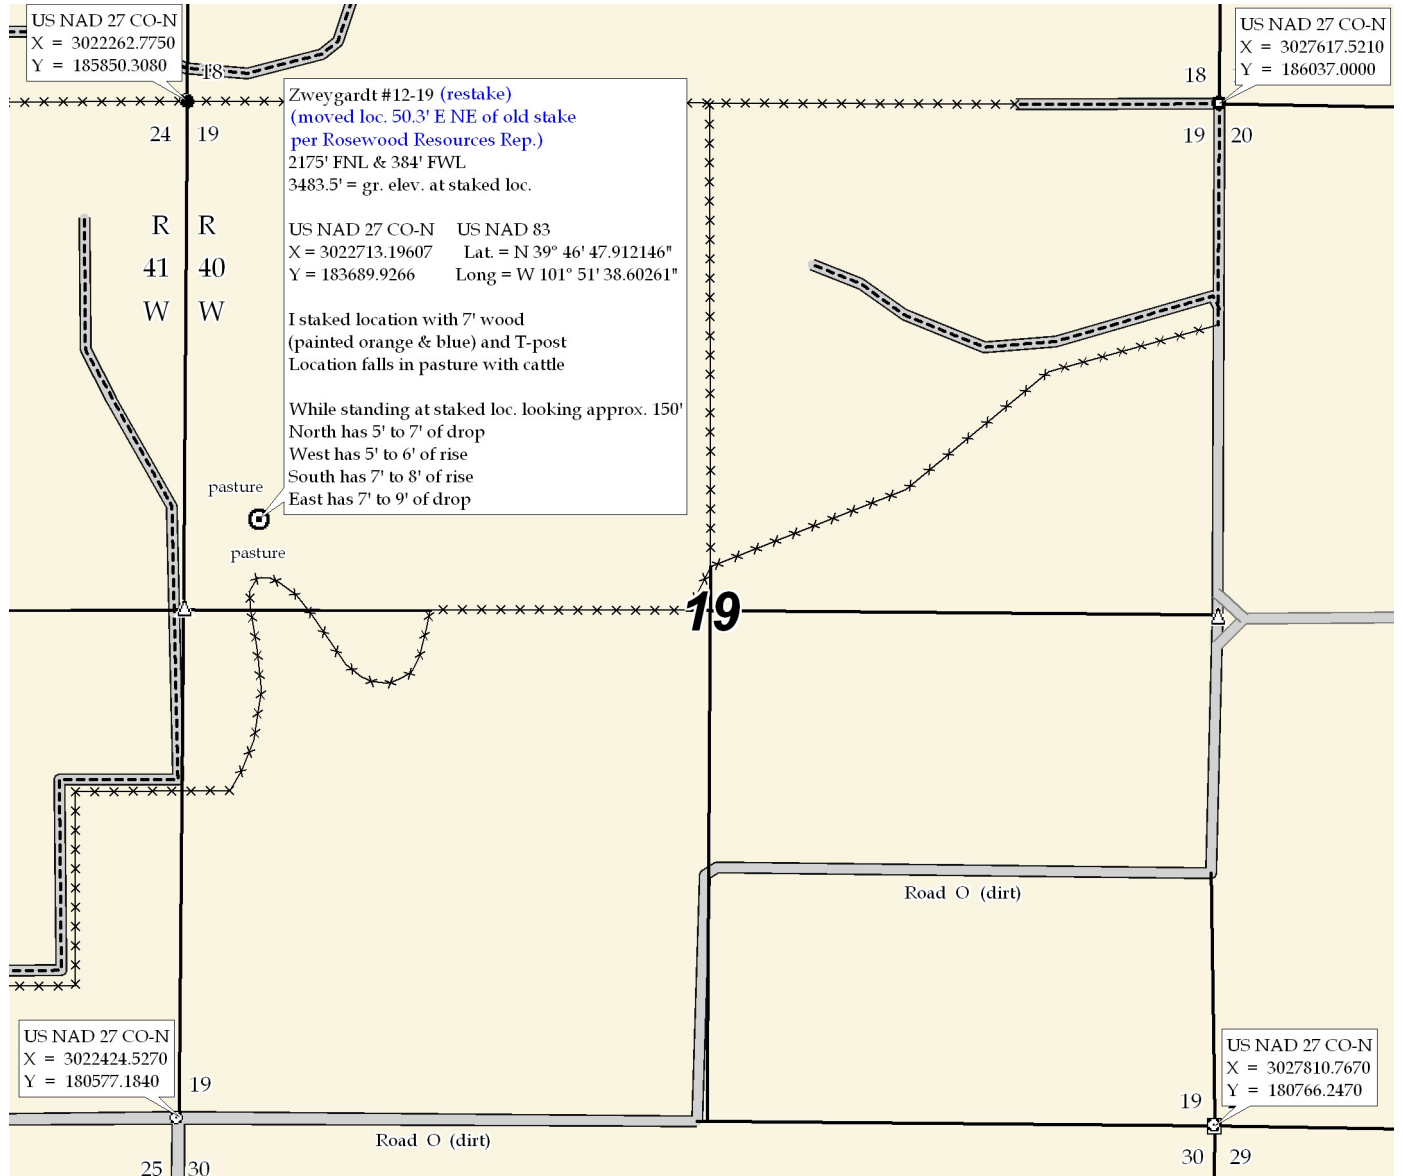 US NAD 27 CO-N
X = 3022262.7750
Y = 185850.3080
US NAD 27 CO-N
X = 3027617.5210
Y = 186037.0000
18
18
24 19
19 20
Zweygardt #12-19 (restake)
(moved loc. 50.3' E NE of old stake
per Rosewood Resources Rep.)
2175' FNL & 384' FWL
3483.5' = gr. elev. at staked loc.
US NAD 27 CO-N US NAD 83
X = 3022713.19607 Lat. = N 39° 46' 47.912146"
Y = 183689.9266 Long = W 101° 51' 38.60261"
I staked location with 7' wood
(painted orange & blue) and T-post
Location falls in pasture with cattle
While standing at staked loc. looking approx. 150'
North has 5' to 7' of drop
West has 5' to 6' of rise
South has 7' to 8' of rise
East has 7' to 9' of drop
R R
41 40
W W
pasture
pasture
19
Road O (dirt)
US NAD 27 CO-N
X = 3022424.5270
Y = 180577.1840
19
US NAD 27 CO-N
X = 3027810.7670
Y = 180766.2470
19
Road O (dirt)
25 30
30 29